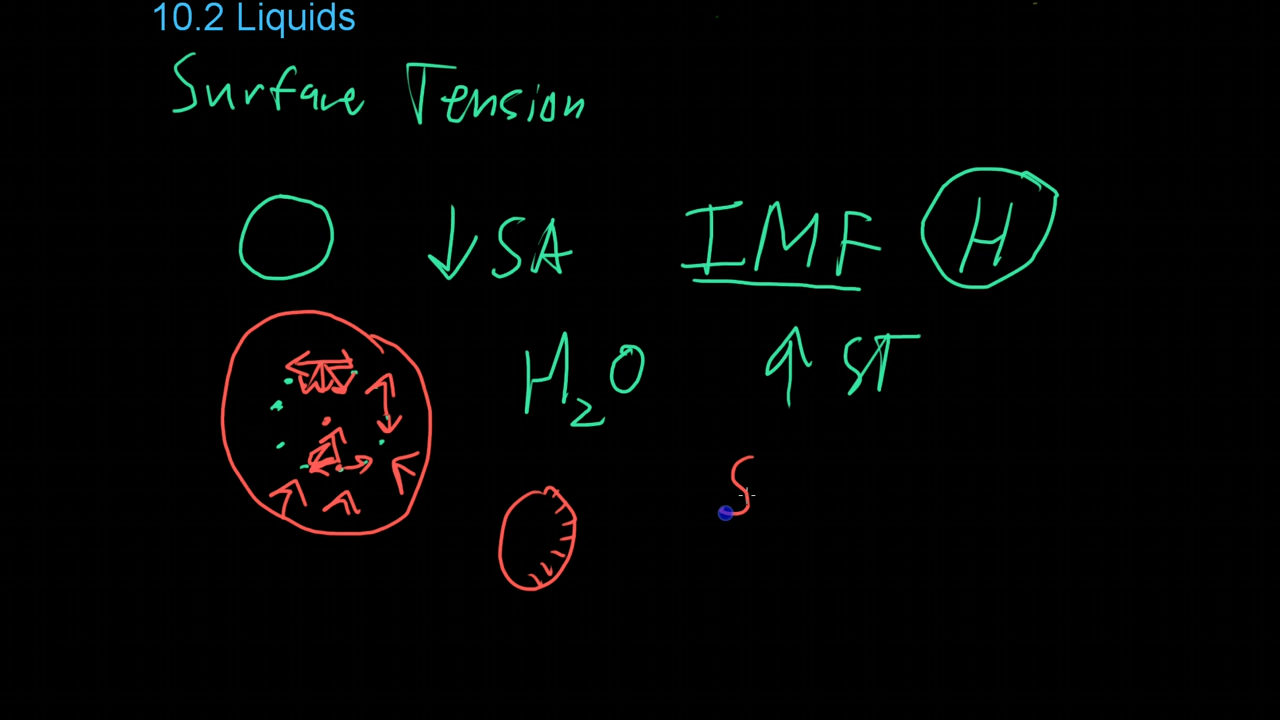 10.2 Liquids
Surface Tension
↓ SA IMF H
H₂O ↑ ST
S